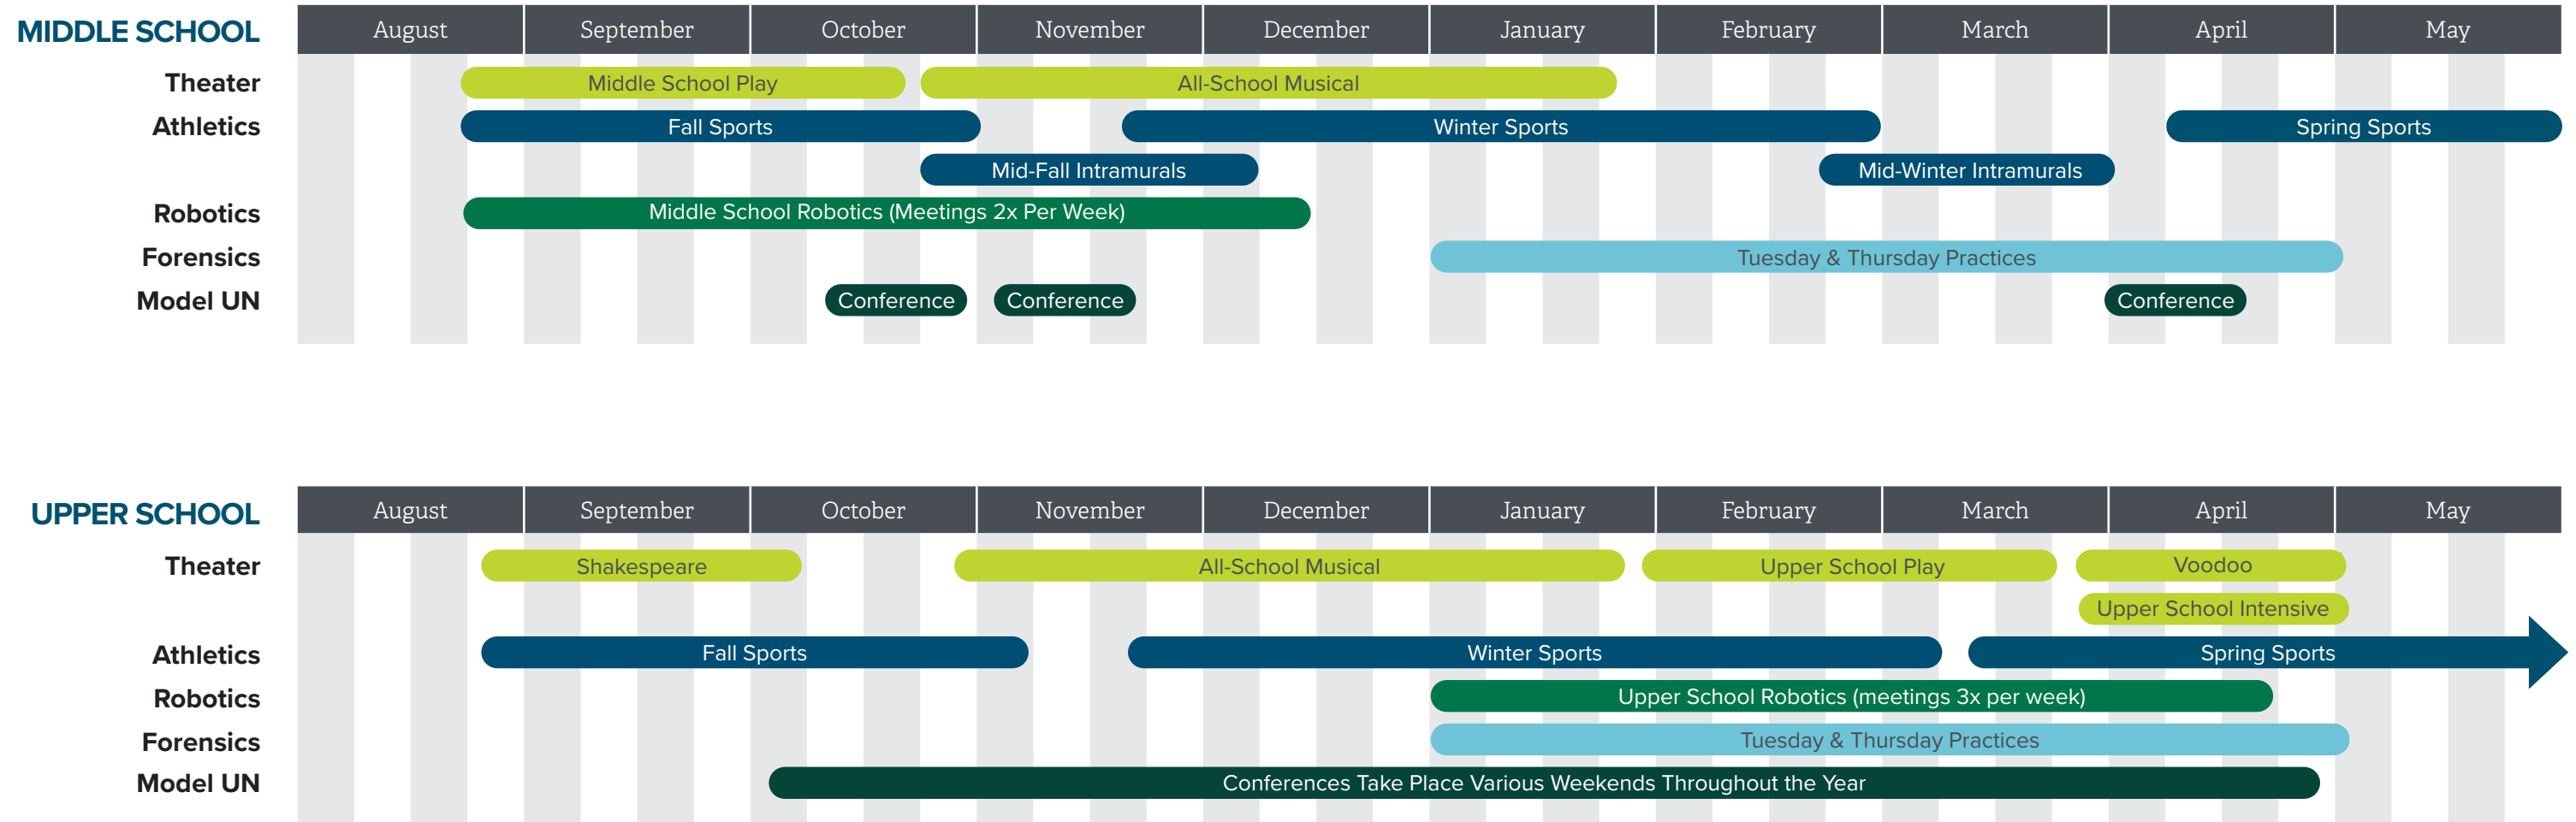 MIDDLE SCHOOL August September October November December January February March April May
Theater Middle School Play All-School Musical
Athletics Fall Sports Winter Sports Spring Sports
Mid-Fall Intramurals Mid-Winter Intramurals
Robotics Middle School Robotics (Meetings 2x Per Week)
Forensics Tuesday & Thursday Practices
Model UN Conference Conference Conference
UPPER SCHOOL August September October November December January February March April May
Theater Shakespeare All-School Musical Upper School Play Voodoo
Upper School Intensive
Athletics Fall Sports Winter Sports Spring Sports
Robotics Upper School Robotics (meetings 3x per week)
Forensics Tuesday & Thursday Practices
Model UN Conferences Take Place Various Weekends Throughout the Year